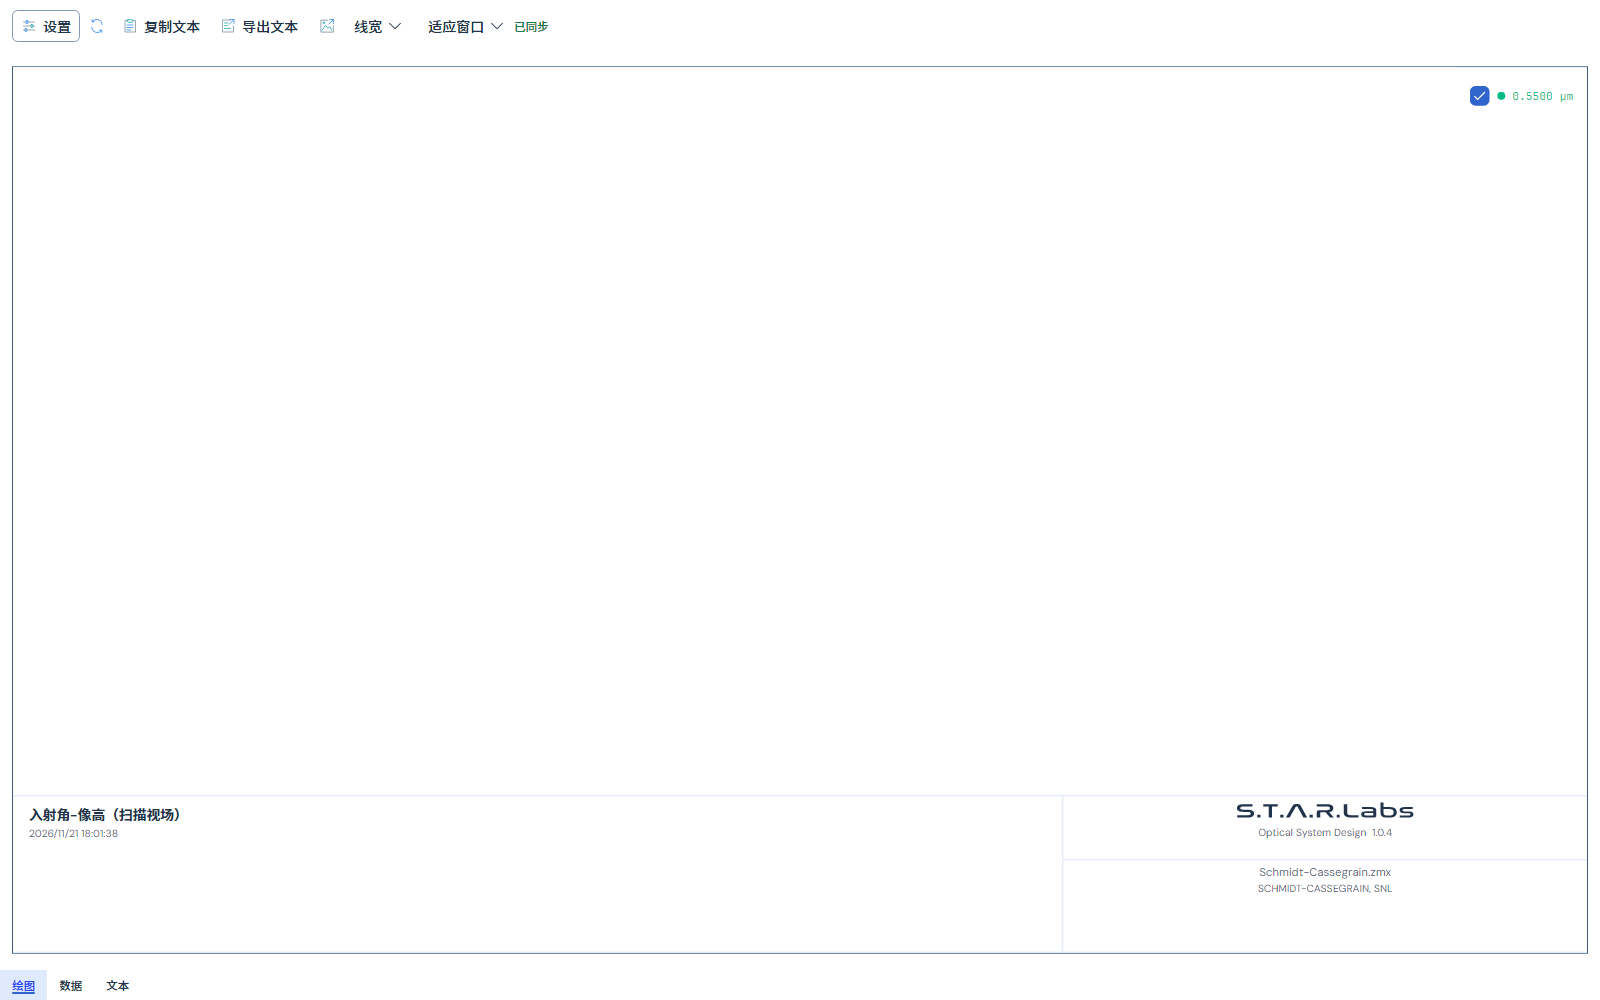 设置 复制文本 导出文本 线宽 适应窗口 已同步
0.5500 µm
入射角-像高（扫描视场）
2026/11/21 18:01:38
S.T.A.R.Labs
Optical System Design 1.0.4
Schmidt-Cassegrain.zmx
SCHMIDT-CASSEGRAIN, SNL
绘图 数据 文本